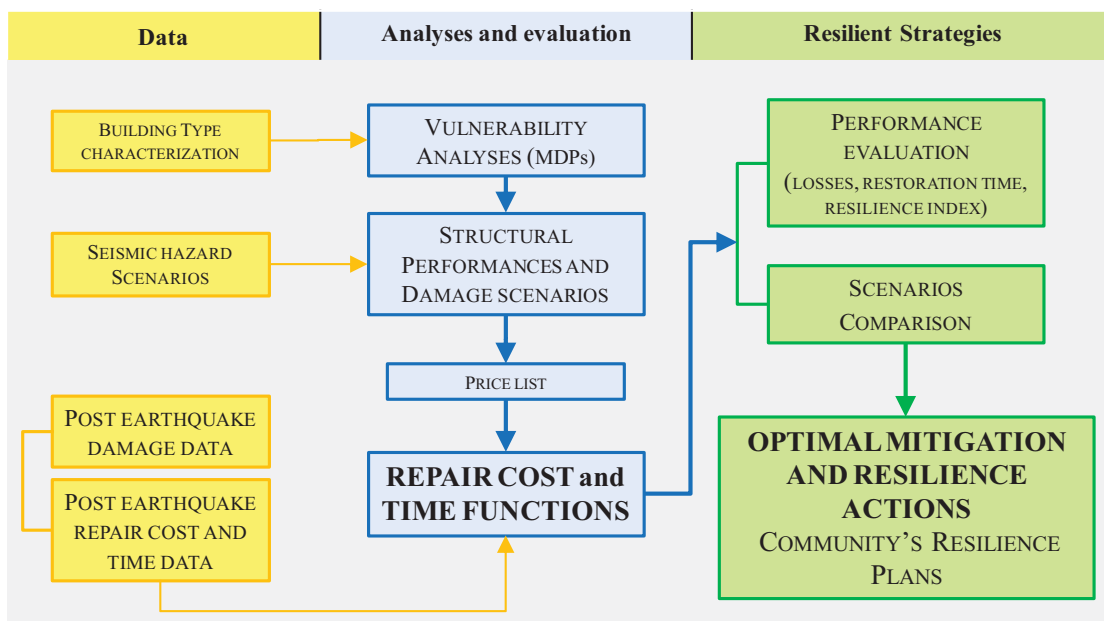 Data
Analyses and evaluation
Resilient Strategies
BUILDING TYPE
CHARACTERIZATION
VULNERABILITY
ANALYSES (MDPs)
PERFORMANCE
EVALUATION
(LOSSES, RESTORATION TIME,
RESILIENCE INDEX)
SEISMIC HAZARD
SCENARIOS
STRUCTURAL
PERFORMANCES AND
DAMAGE SCENARIOS
SCENARIOS
COMPARISON
PRICE LIST
POST EARTHQUAKE
DAMAGE DATA
POST EARTHQUAKE
REPAIR COST AND
TIME DATA
REPAIR COST and
TIME FUNCTIONS
OPTIMAL MITIGATION
AND RESILIENCE
ACTIONS
COMMUNITY'S RESILIENCE
PLANS